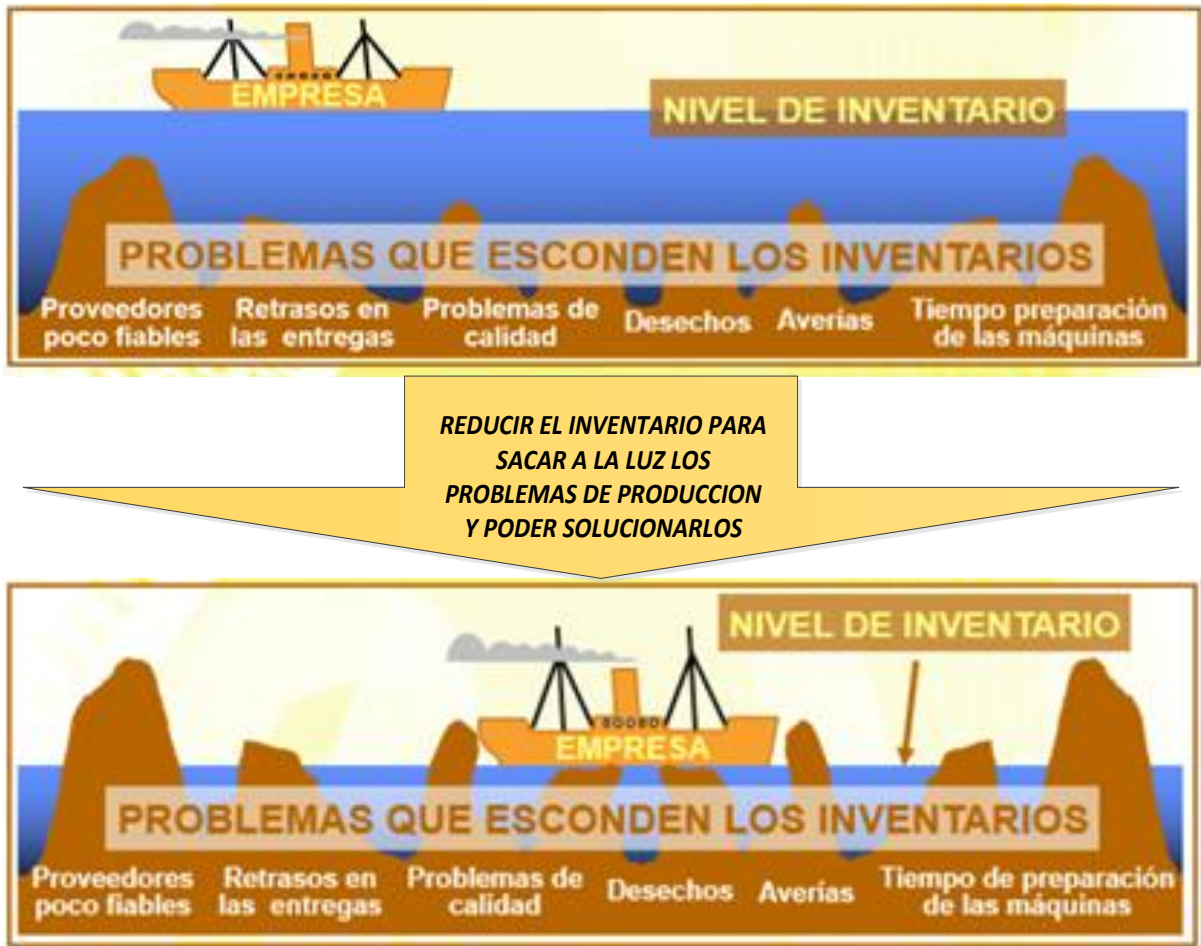 EMPRESA
NIVEL DE INVENTARIO
PROBLEMAS QUE ESCONDEN LOS INVENTARIOS
Proveedores
poco fiables
Retrasos en
las entregas
Problemas de
calidad
Desechos
Averías
Tiempo preparación
de las máquinas
REDUCIR EL INVENTARIO PARA
SACAR A LA LUZ LOS
PROBLEMAS DE PRODUCCION
Y PODER SOLUCIONARLOS
NIVEL DE INVENTARIO
EMPRESA
PROBLEMAS QUE ESCONDEN LOS INVENTARIOS
Proveedores
poco fiables
Retrasos en
las entregas
Problemas de
calidad
Desechos
Averías
Tiempo de preparación
de las máquinas